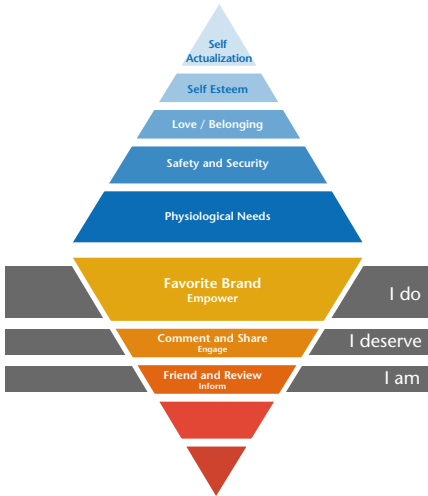 Self
Actualization
Self Esteem
Love / Belonging
Safety and Security
Physiological Needs
Favorite Brand
Empower
I do
Comment and Share
Engage
I deserve
Friend and Review
Inform
I am